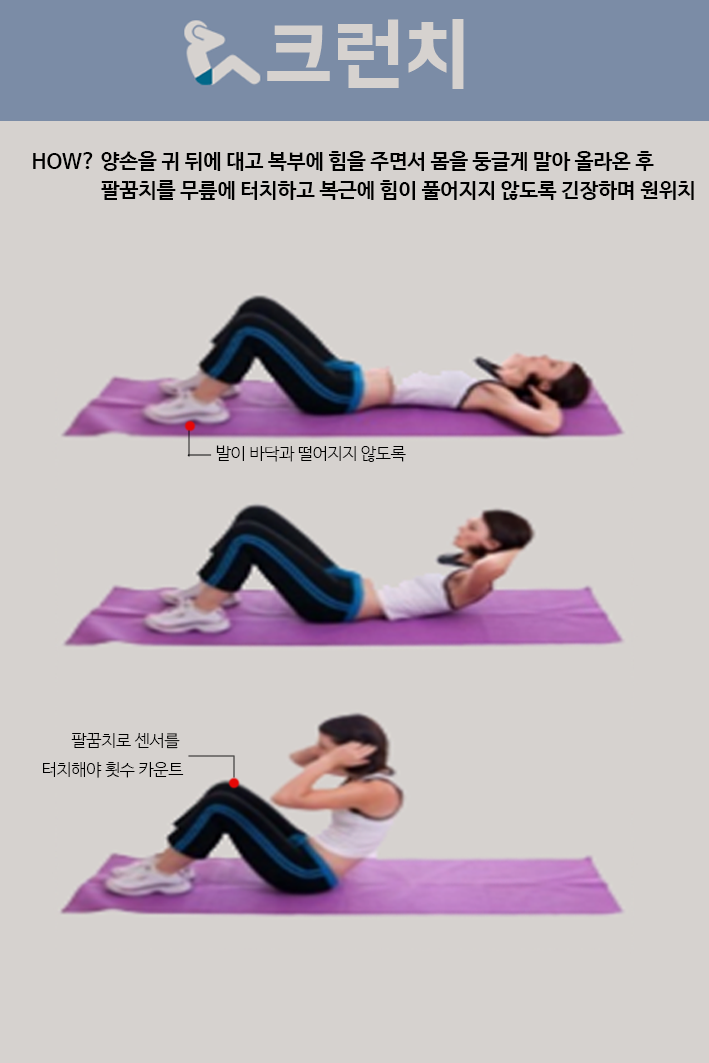 크런치
HOW? 양손을 귀 뒤에 대고 복부에 힘을 주면서 몸을 둥글게 말아 올라온 후
팔꿈치를 무릎에 터치하고 복근에 힘이 풀어지지 않도록 긴장하며 원위치
발이 바닥과 떨어지지 않도록
팔꿈치로 센서를
터치해야 횟수 카운트